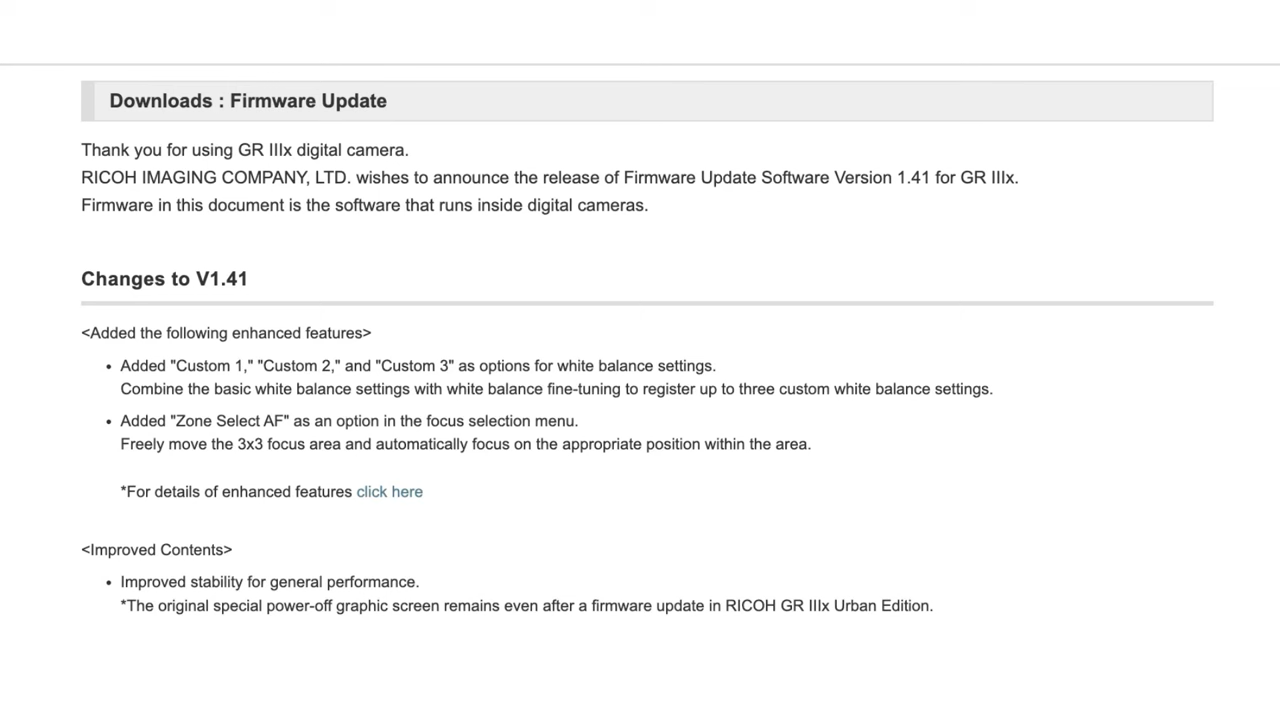 Downloads : Firmware Update
Thank you for using GR IIIx digital camera.
RICOH IMAGING COMPANY, LTD. wishes to announce the release of Firmware Update Software Version 1.41 for GR IIIx.
Firmware in this document is the software that runs inside digital cameras.
Changes to V1.41
<Added the following enhanced features>
• Added "Custom 1," "Custom 2," and "Custom 3" as options for white balance settings.
Combine the basic white balance settings with white balance fine-tuning to register up to three custom white balance settings.
• Added "Zone Select AF" as an option in the focus selection menu.
Freely move the 3x3 focus area and automatically focus on the appropriate position within the area.
*For details of enhanced features click here
<Improved Contents>
• Improved stability for general performance.
*The original special power-off graphic screen remains even after a firmware update in RICOH GR IIIx Urban Edition.